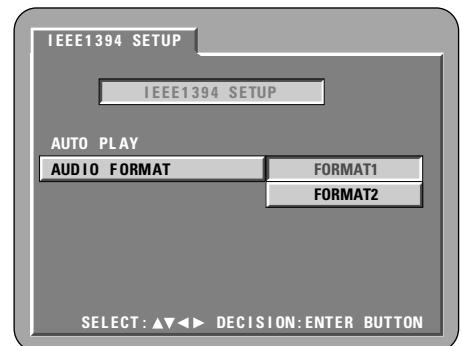 IEEE1394 SETUP
IEEE1394 SETUP
AUTO PLAY
AUDIO FORMAT FORMAT1
FORMAT2
SELECT:▲▼◄► DECISION:ENTER BUTTON